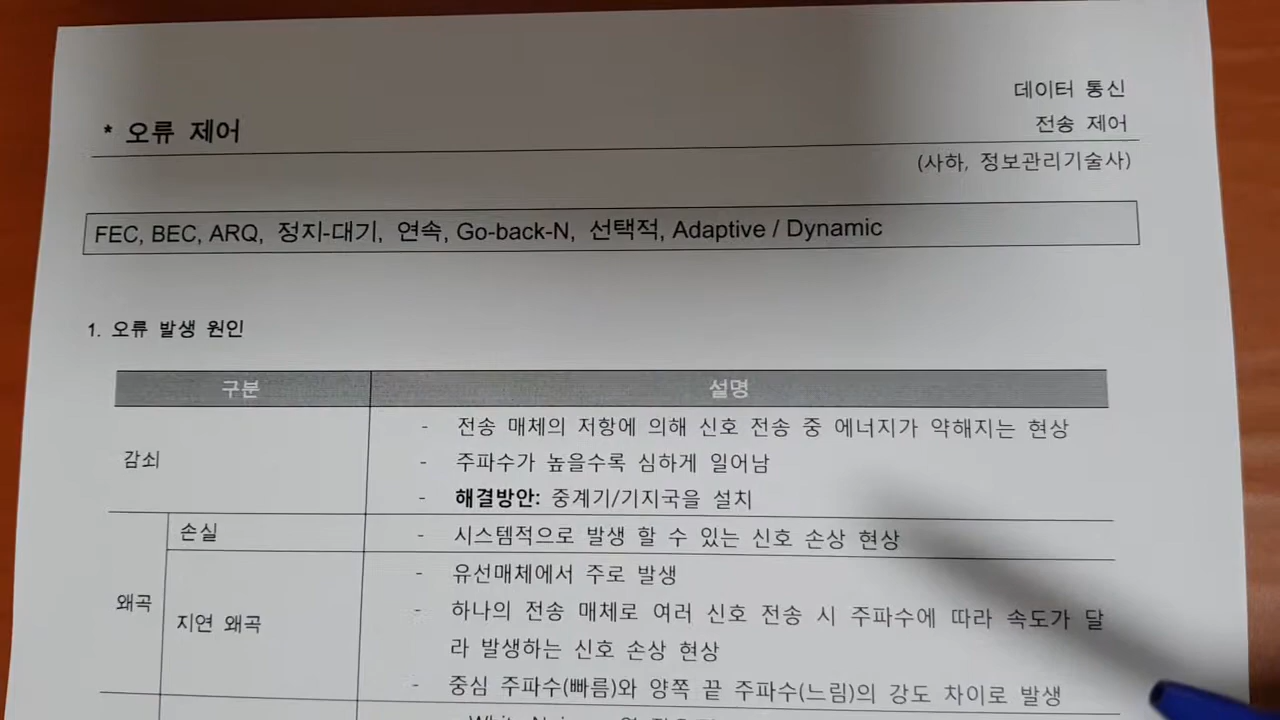 데이터 통신
* 오류 제어
전송 제어
(사하, 정보관리기술사)
FEC, BEC, ARQ, 정지-대기, 연속, Go-back-N, 선택적, Adaptive / Dynamic
1. 오류 발생 원인
구분 설명
감쇠
- 전송 매체의 저항에 의해 신호 전송 중 에너지가 약해지는 현상
- 주파수가 높을수록 심하게 일어남
- 해결방안: 중계기/기지국을 설치
왜곡
손실
- 시스템적으로 발생 할 수 있는 신호 손상 현상
지연 왜곡
- 유선매체에서 주로 발생
- 하나의 전송 매체로 여러 신호 전송 시 주파수에 따라 속도가 달
라 발생하는 신호 손상 현상
- 중심 주파수(빠름)와 양쪽 끝 주파수(느림)의 강도 차이로 발생